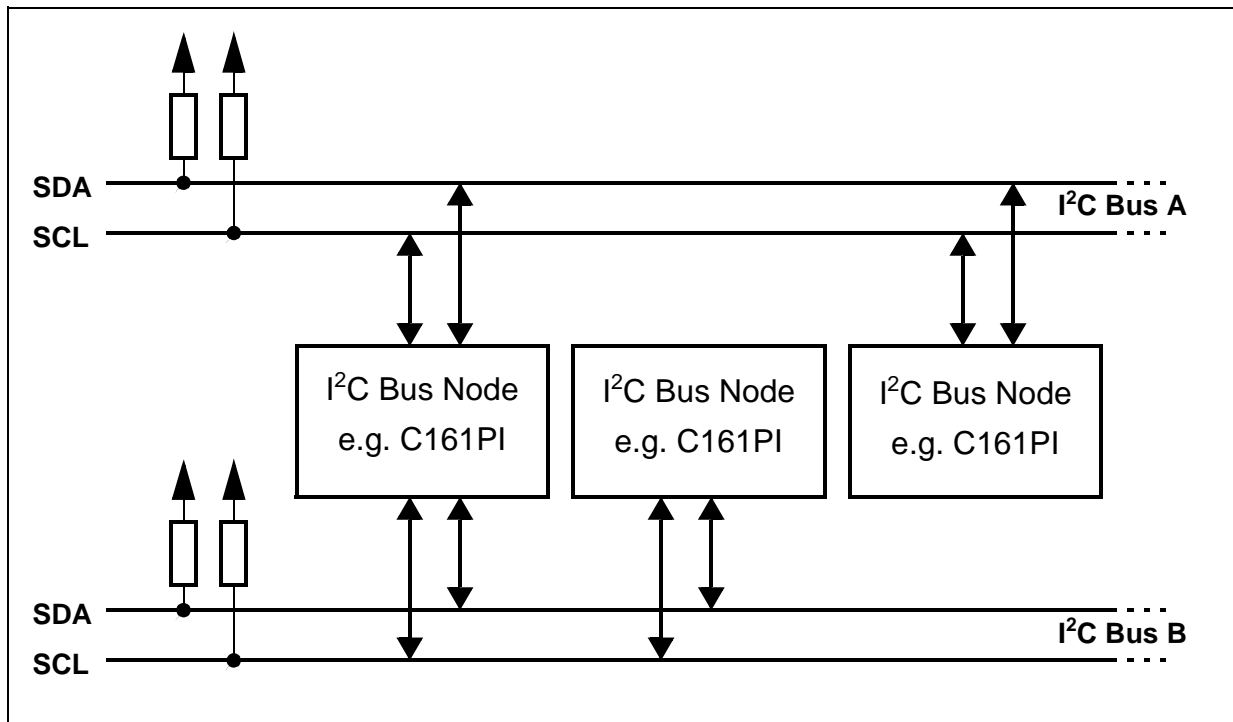 SDA
I²C Bus A
SCL
I²C Bus Node
e.g. C161PI
I²C Bus Node
e.g. C161PI
I²C Bus Node
e.g. C161PI
SDA
I²C Bus B
SCL